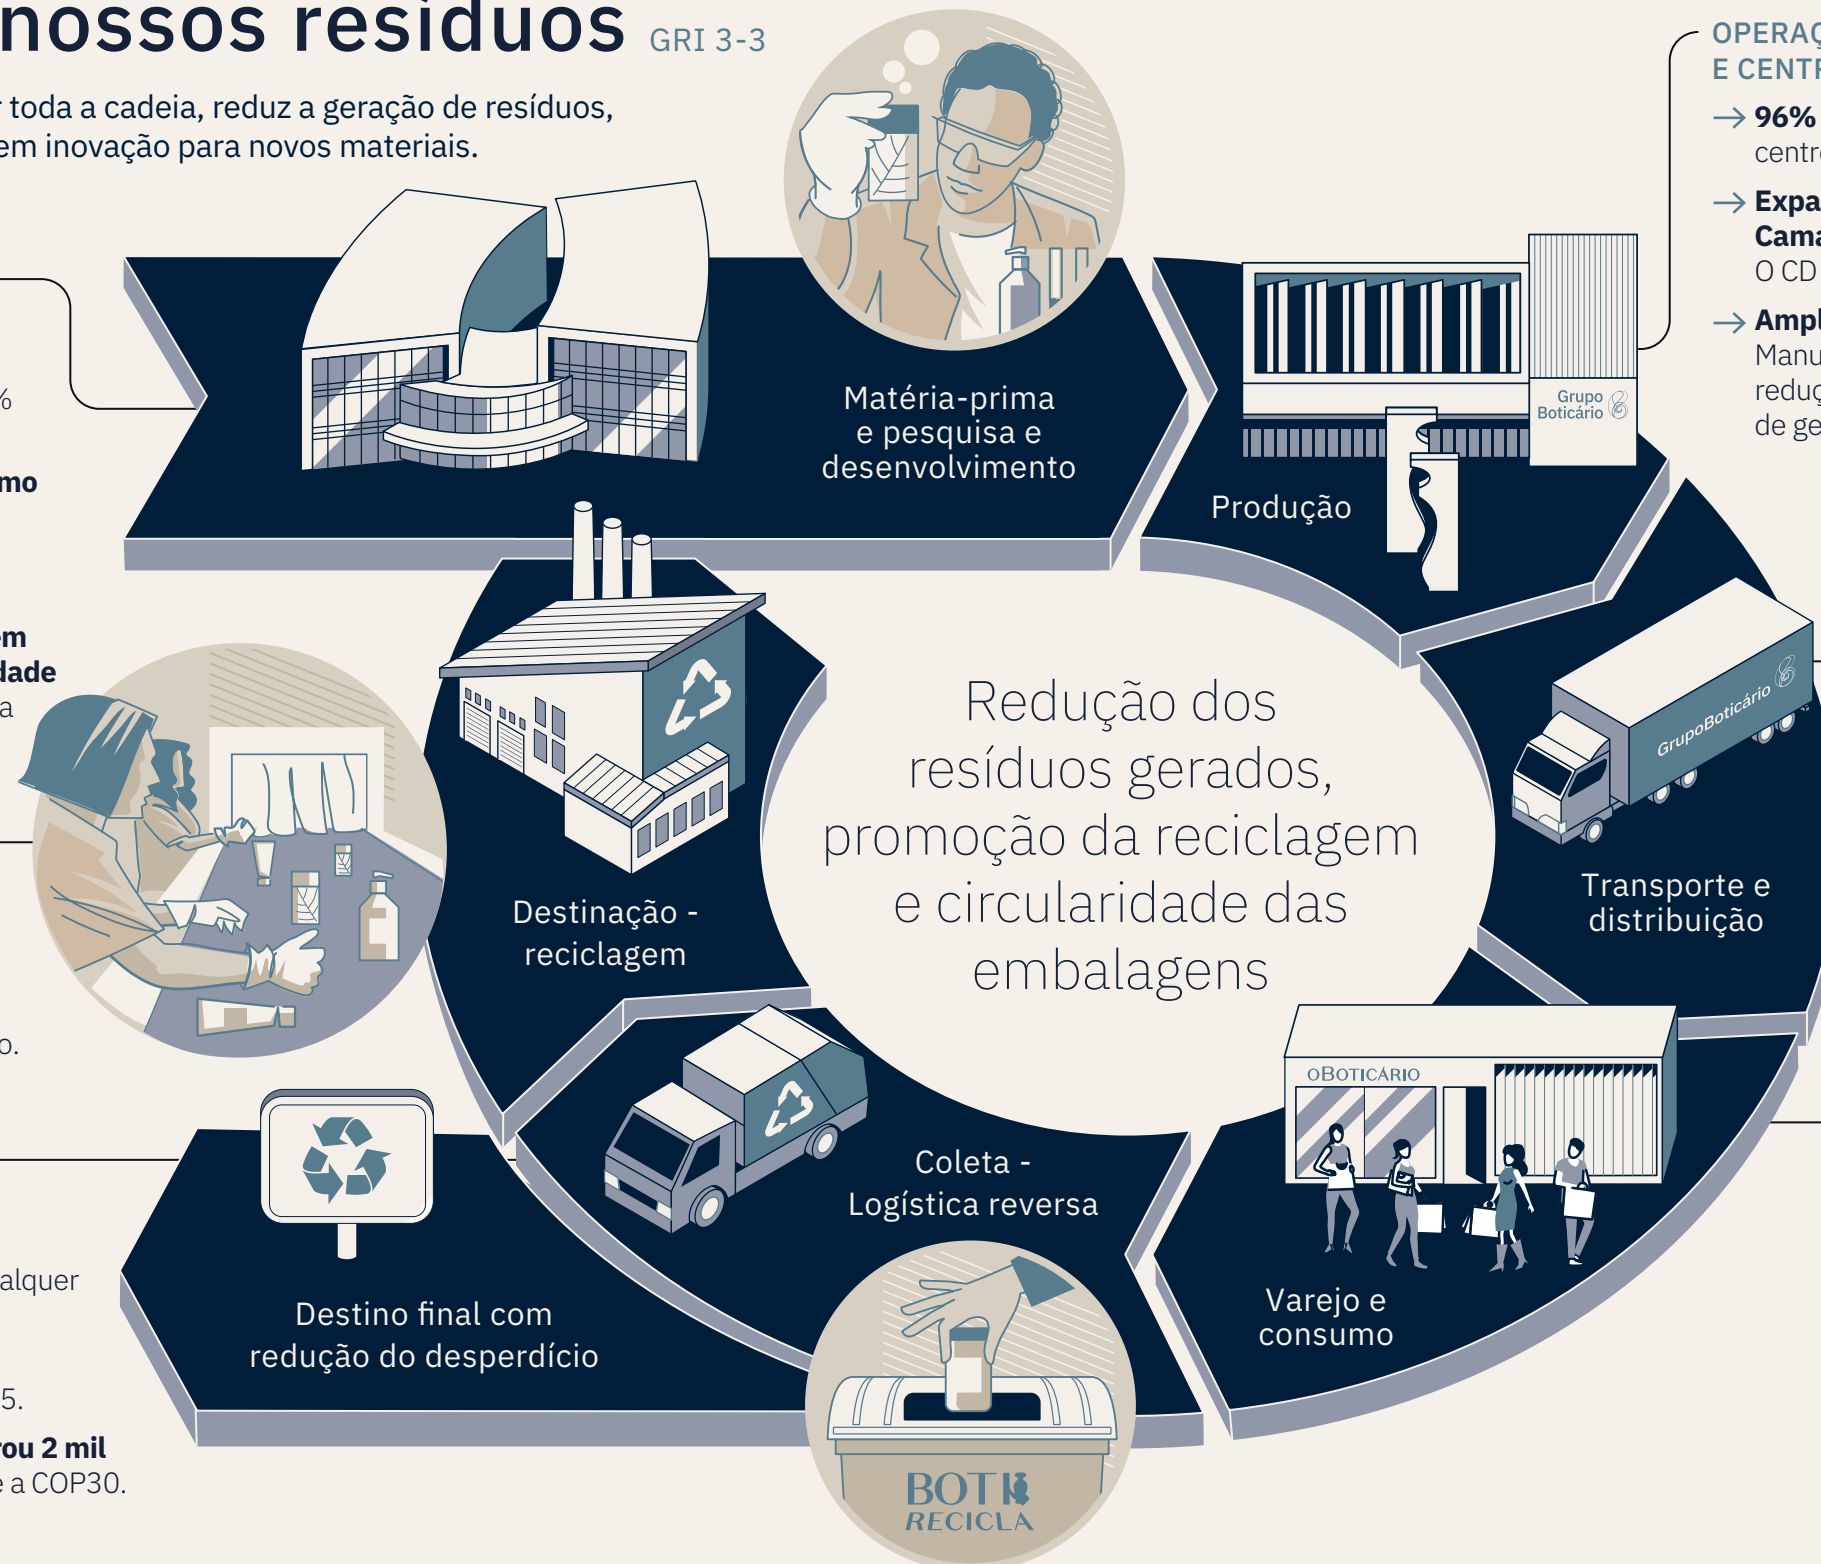 nossos resíduos GRI 3-3
toda a cadeia, reduz a geração de resíduos,
em inovação para novos materiais.
OPERAÇ
E CENT
→ 96%
centr
→ Expa
Cama
O CD
→ Ampl
Manu
reduç
de ge
%
mo
em
dade
a
o.
alquer
5.
rou 2 mil
e a COP30.
Matéria-prima
e pesquisa e
desenvolvimento
Grupo
Boticário
Produção
GrupoBoticário
Transporte e
distribuição
OBOTICÁRIO
Varejo e
consumo
Coleta -
Logística reversa
BOTI
RECICLA
Destinação -
reciclagem
Destino final com
redução do desperdício
Redução dos
resíduos gerados,
promoção da reciclagem
e circularidade das
embalagens